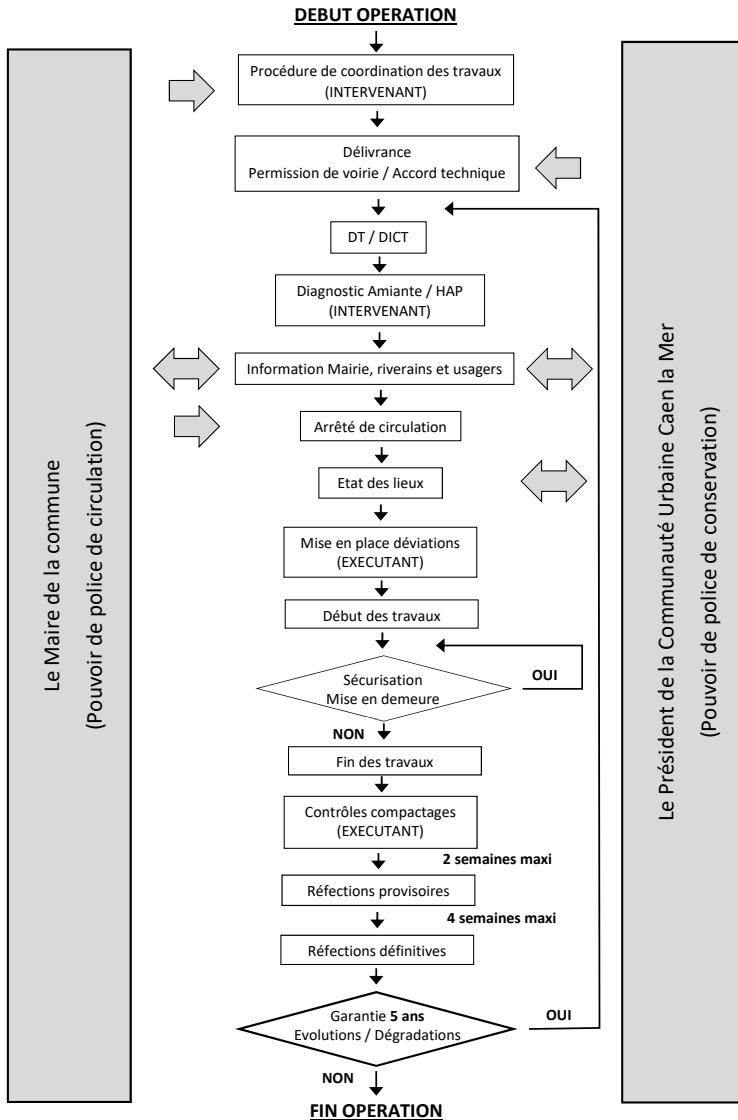 DEBUT OPERATION
Le Maire de la commune
(Pouvoir de police de circulation)
Procédure de coordination des travaux
(INTERVENANT)
Délivrance
Permission de voirie / Accord technique
DT / DICT
Diagnostic Amiante / HAP
(INTERVENANT)
Information Mairie, riverains et usagers
Arrêté de circulation
Etat des lieux
Mise en place déviations
(EXECUTANT)
Début des travaux
Sécurisation
Mise en demeure
OUI
NON
Fin des travaux
Contrôles compactages
(EXECUTANT)
2 semaines maxi
Réfections provisoires
4 semaines maxi
Réfections définitives
Garantie 5 ans
Evolutions / Dégradations
OUI
NON
FIN OPERATION
Le Président de la Communauté Urbaine Caen la Mer
(Pouvoir de police de conservation)